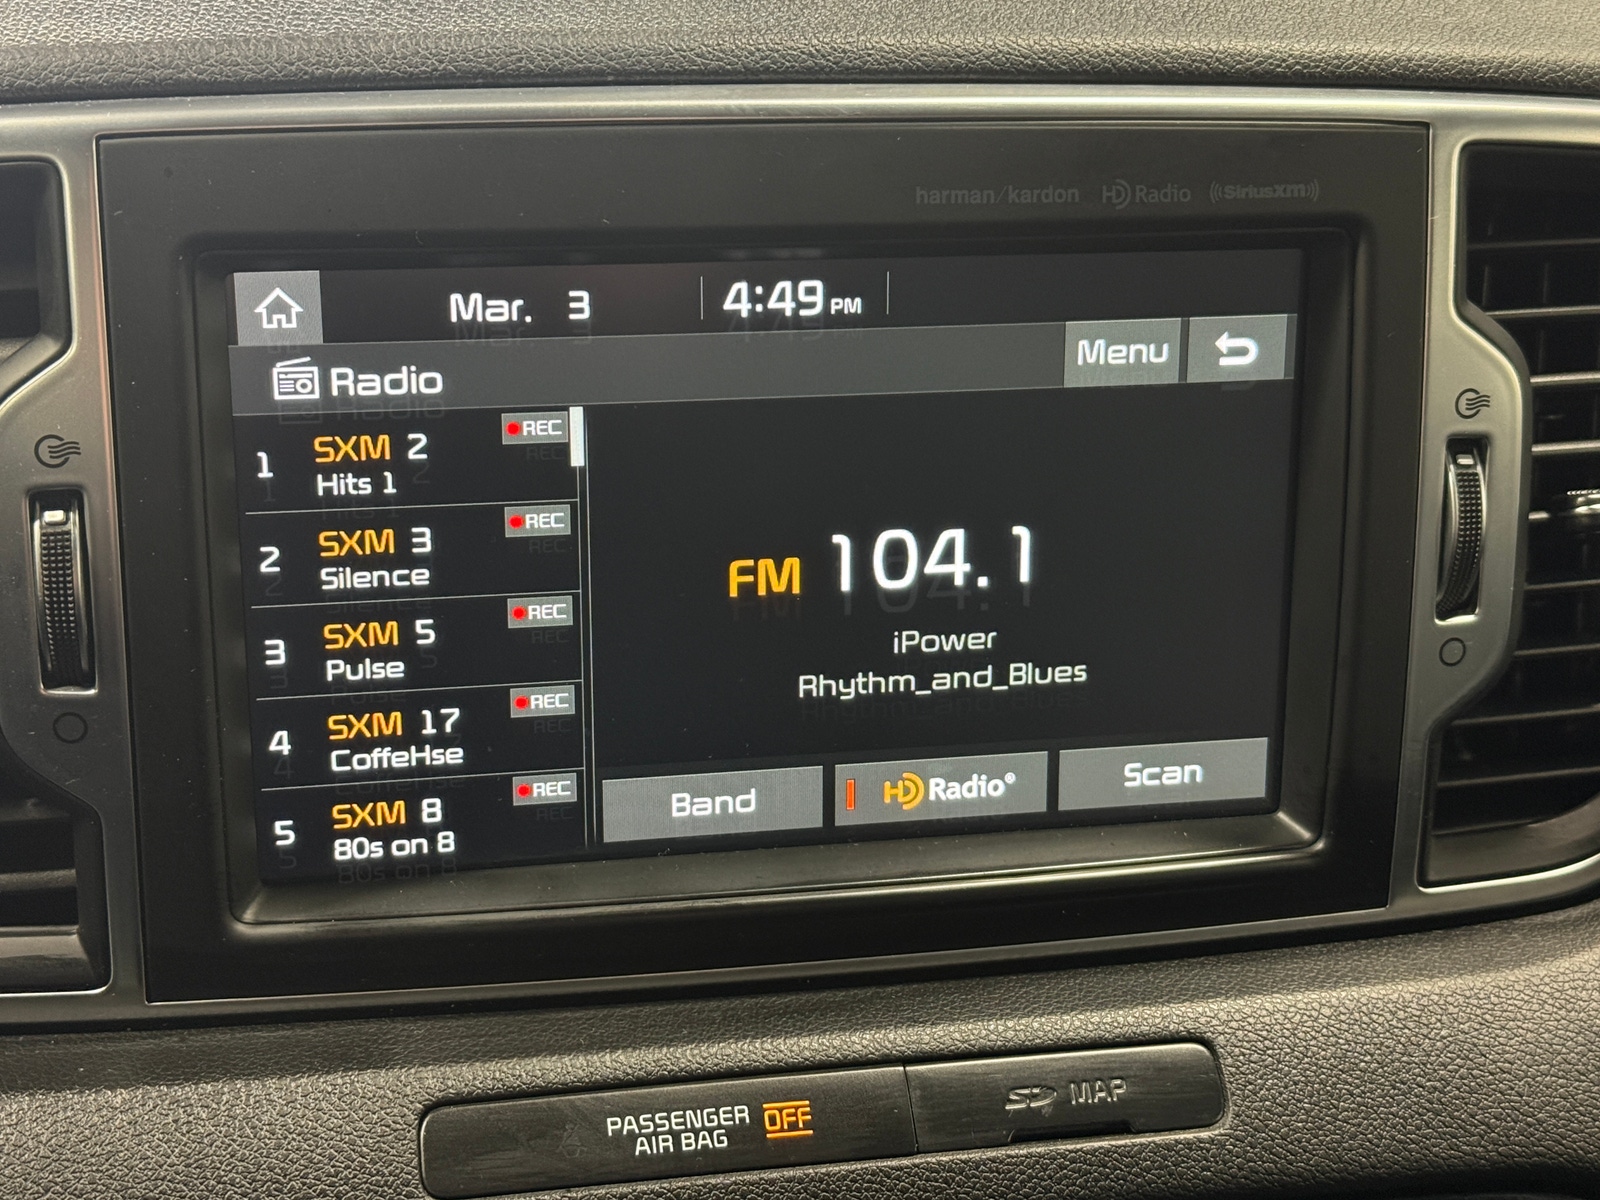 harman/kardon HD Radio ((SiriusXM))
Mar. 3 4:49 PM
Radio
Menu
1 SXM 2 REC
Hits 1
2 SXM 3 REC
Silence
3 SXM 5 REC
Pulse
4 SXM 17 REC
CoffeHse
5 SXM 8 REC
80s on 8
FM 104.1
iPower
Rhythm_and_Blues
Band
HD Radio®
Scan
PASSENGER
AIR BAG
OFF
SD MAP